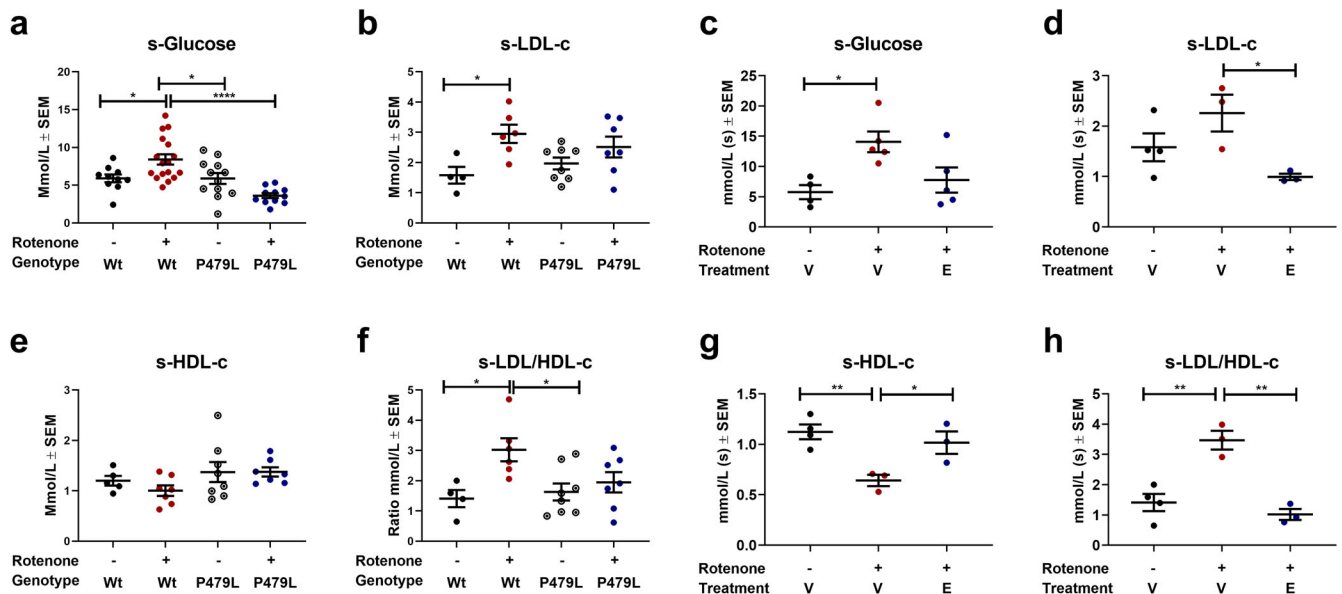 a
s-Glucose
Mmol/L ± SEM
20
15
10
5
0
*
*
****
Rotenone - + - +
Genotype Wt Wt P479L P479L
b
s-LDL-c
Mmol/L ± SEM
5
4
3
2
1
0
*
Rotenone - + - +
Genotype Wt Wt P479L P479L
c
s-Glucose
mmol/L (s) ± SEM
25
20
15
10
5
0
*
Rotenone - + +
Treatment V V E
d
s-LDL-c
mmol/L (s) ± SEM
3
2
1
0
*
Rotenone - + +
Treatment V V E
e
s-HDL-c
Mmol/L ± SEM
3
2
1
0
Rotenone - + - +
Genotype Wt Wt P479L P479L
f
s-LDL/HDL-c
Ratio mmol/L ± SEM
5
4
3
2
1
0
*
*
Rotenone - + - +
Genotype Wt Wt P479L P479L
g
s-HDL-c
mmol/L (s) ± SEM
1.5
1.0
0.5
0.0
**
*
Rotenone - + +
Treatment V V E
h
s-LDL/HDL-c
mmol/L (s) ± SEM
5
4
3
2
1
0
**
**
Rotenone - + +
Treatment V V E